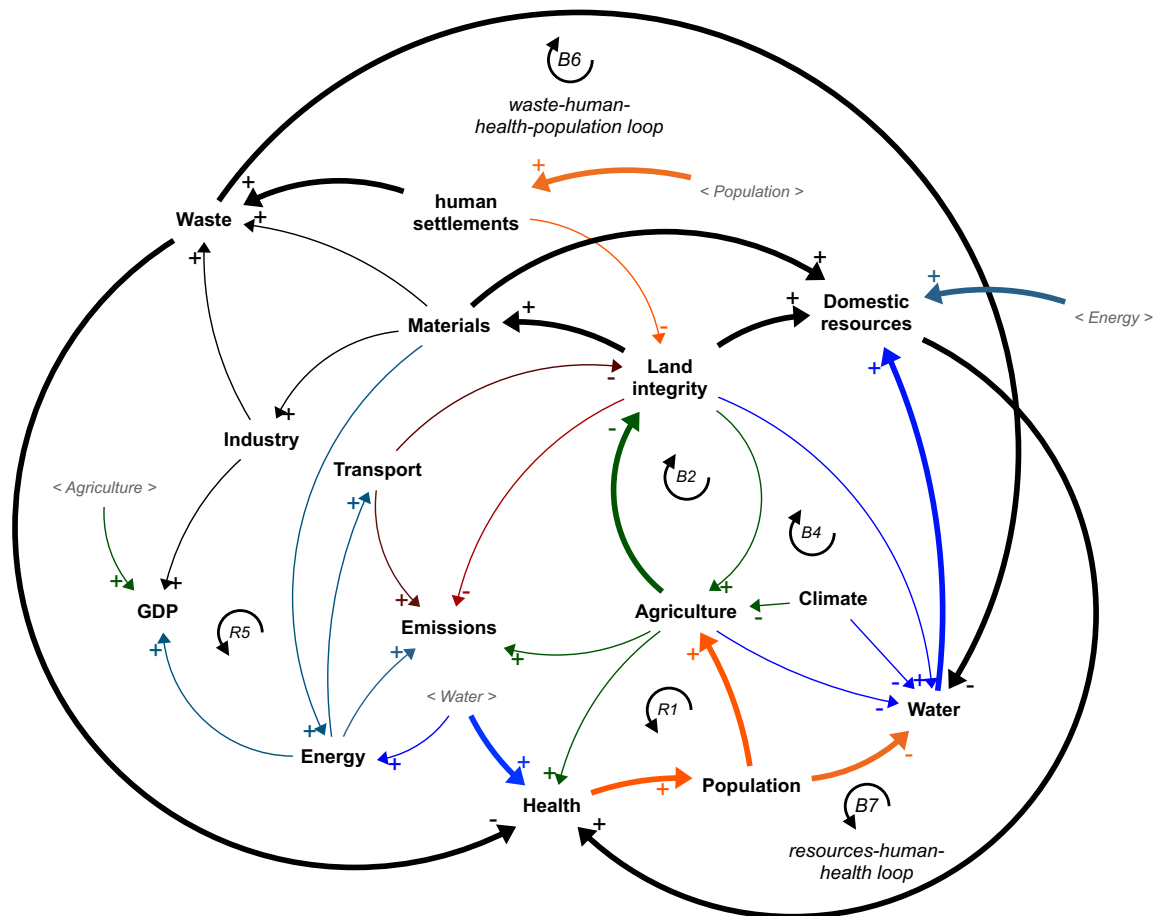 B6
waste-human-
health-population loop
+
< Population >
+
human
settlements
Waste
+
+
+
+
< Energy >
+
+
Domestic
resources
Materials
-
Land
integrity
-
+
+
-
Industry
Transport
B2
< Agriculture >
+
B4
+
+
GDP
+
-
+
Climate
-
Agriculture
Emissions
R5
+
+
+
+
-
+
-
< Water >
R1
-
Water
+
Energy
+
+
+
+
Population
-
B7
Health
-
+
resources-human-
health loop